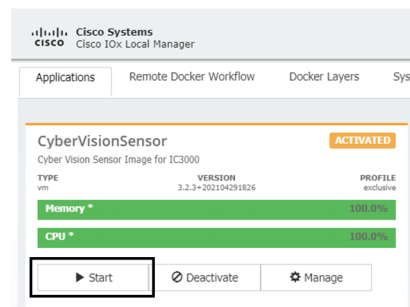 Cisco Systems
cisco Cisco IOx Local Manager
Applications Remote Docker Workflow Docker Layers Sys
CyberVisionSensor ACTIVATED
Cyber Vision Sensor Image for IC3000
TYPE VERSION PROFILE
vm 3.2.3+202104291826 exclusive
Memory * 100.0%
CPU * 100.0%
Start Deactivate Manage